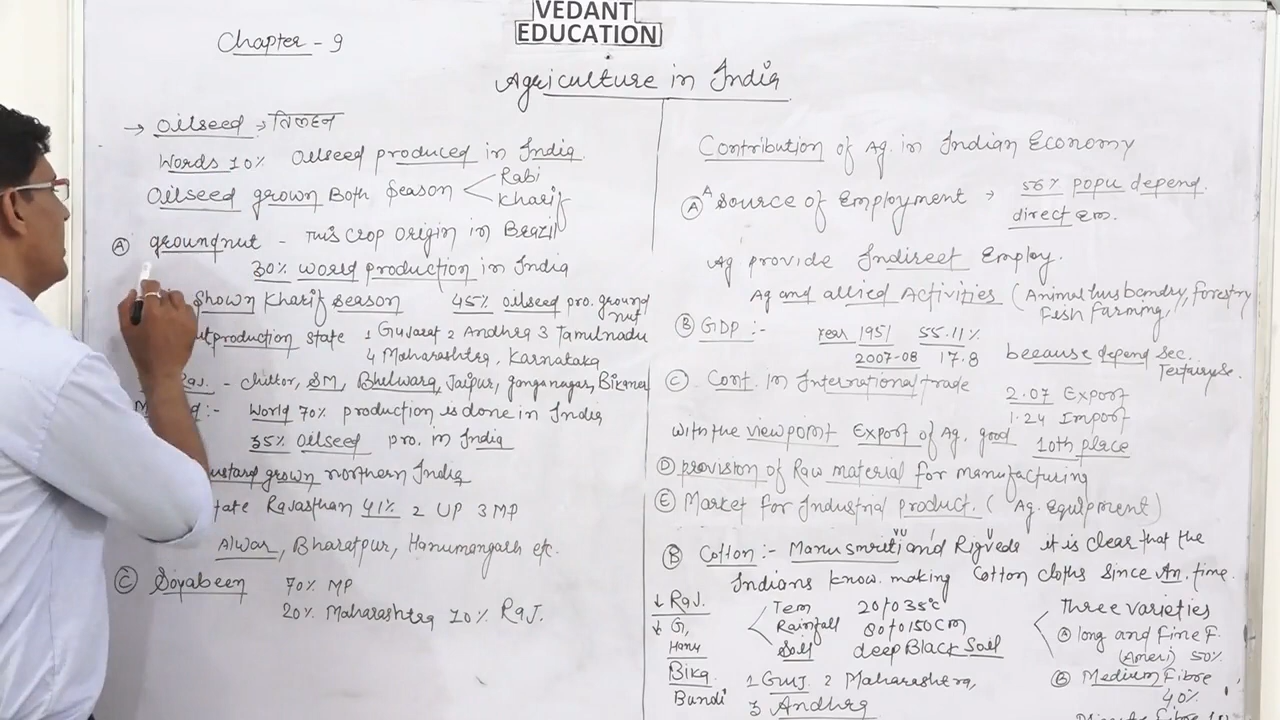 VEDANT
EDUCATION
Chapter - 9
Agriculture in India
→ Oilseed → तिलहन
Words 10% Oilseed produced in India
Oilseed grown Both Season < Rabi
Kharif
(A) groundnut - This Crop Origin in Brazil
30% world production in India
Shown Kharif season 45% oilseed pro. ground
nut
production state 1 Gujarat 2 Andhra 3 Tamilnadu
4 Maharashtra, Karnataka
Raj. - chittor, SM, Bhelwara, Jaipur, ganganagar, Bikaner
:- World 70% production is done in India
35% oilseed pro. in India
ustard grown northern India
tate Rajasthan 41% 2 UP 3 MP
Alwar, Bharatpur, Hanumangarh etc.
(C) Soyabeen 70% MP
20% Maharashtra 10% Raj.
Contribution of Ag. in Indian Economy
(A) A Source of Employment → 56% popu depend.
direct em.
Ag provide Indireet Employ.
Ag and allied Activities (Animal husbandry, forestry
Fish Farming,
(B) GDP :- Year 1951 55.11%
2007-08 17.8 because depend Sec.
Tertiary Se.
(C) Cont. in International trade 2.07 Export
1.24 Import
with the viewpoint Export of Ag. good 10th place
(D) provision of Raw material for manufacturing
(E) Market for Industrial product. ( Ag. Equipment )
(B) Cotton :- Manusmriti and Rigveda it is clear that the
Indians know. making Cotton cloths since An. time.
↓ Raj. < Tem 20 to 35°c
Rainfall 80 to 150 cm
Soil deep Black Soil
G,
Hanu
Bika
Bundi
1 Guj. 2 Maharashtra,
3 Andhra
Three varieties
(A) long and fine F.
(Ameri) 50%
(B) Medium Fibre
40%